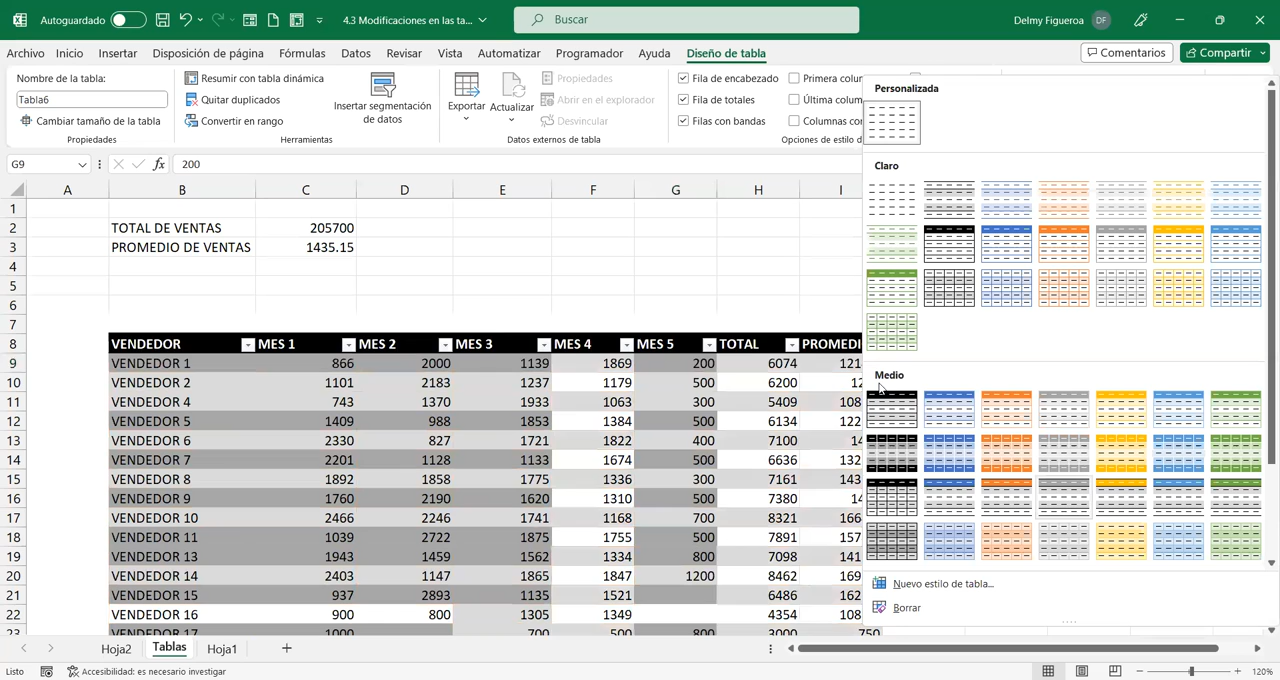 Autoguardado
4.3 Modificaciones en las ta...
Buscar
Delmy Figueroa DF
Archivo Inicio Insertar Disposición de página Fórmulas Datos Revisar Vista Automatizar Programador Ayuda Diseño de tabla Comentarios Compartir
Nombre de la tabla:
Tabla6
Cambiar tamaño de la tabla
Propiedades
Resumir con tabla dinámica
Quitar duplicados
Convertir en rango
Insertar segmentación
de datos
Herramientas
Exportar Actualizar
Propiedades
Abrir en el explorador
Desvincular
Datos externos de tabla
Fila de encabezado Primera colum
Fila de totales Última colum
Filas con bandas Columnas co
Opciones de estilo d
G9 fx 200
A B C D E F G H I
1
2 TOTAL DE VENTAS 205700
3 PROMEDIO DE VENTAS 1435.15
4
5
6
7
8 VENDEDOR MES 1 MES 2 MES 3 MES 4 MES 5 TOTAL PROMEDI
9 VENDEDOR 1 866 2000 1139 1869 200 6074 121
10 VENDEDOR 2 1101 2183 1237 1179 500 6200 12
11 VENDEDOR 4 743 1370 1933 1063 300 5409 108
12 VENDEDOR 5 1409 988 1853 1384 500 6134 122
13 VENDEDOR 6 2330 827 1721 1822 400 7100 14
14 VENDEDOR 7 2201 1128 1133 1674 500 6636 132
15 VENDEDOR 8 1892 1858 1775 1336 300 7161 143
16 VENDEDOR 9 1760 2190 1620 1310 500 7380 14
17 VENDEDOR 10 2466 2246 1741 1168 700 8321 166
18 VENDEDOR 11 1039 2722 1875 1755 500 7891 157
19 VENDEDOR 13 1943 1459 1562 1334 800 7098 141
20 VENDEDOR 14 2403 1147 1865 1847 1200 8462 169
21 VENDEDOR 15 937 2893 1135 1521 6486 162
22 VENDEDOR 16 900 800 1305 1349 4354 108
23 VENDEDOR 17 1000 700 500 800 3000 750
Personalizada
Claro
Medio
Nuevo estilo de tabla...
Borrar
Hoja2 Tablas Hoja1
Listo Accesibilidad: es necesario investigar 120%